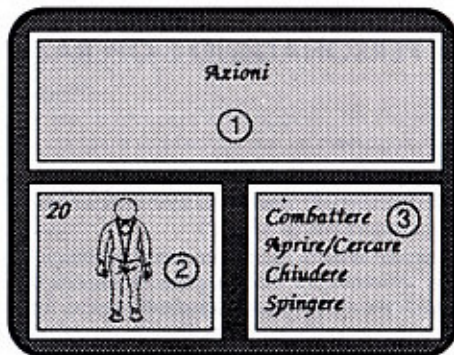 Azioni
1
20
2
Combattere 3
Aprire/Cercare
Chiudere
Spingere